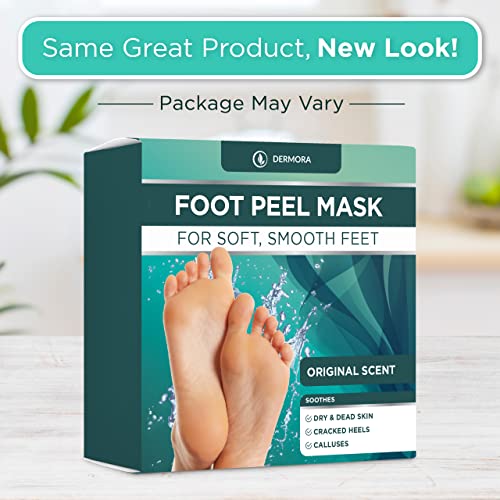 Same Great Product, New Look!
Package May Vary
DERMORA
FOOT PEEL MASK
FOR SOFT, SMOOTH FEET
ORIGINAL SCENT
SOOTHES
DRY & DEAD SKIN
CRACKED HEELS
CALLUSES